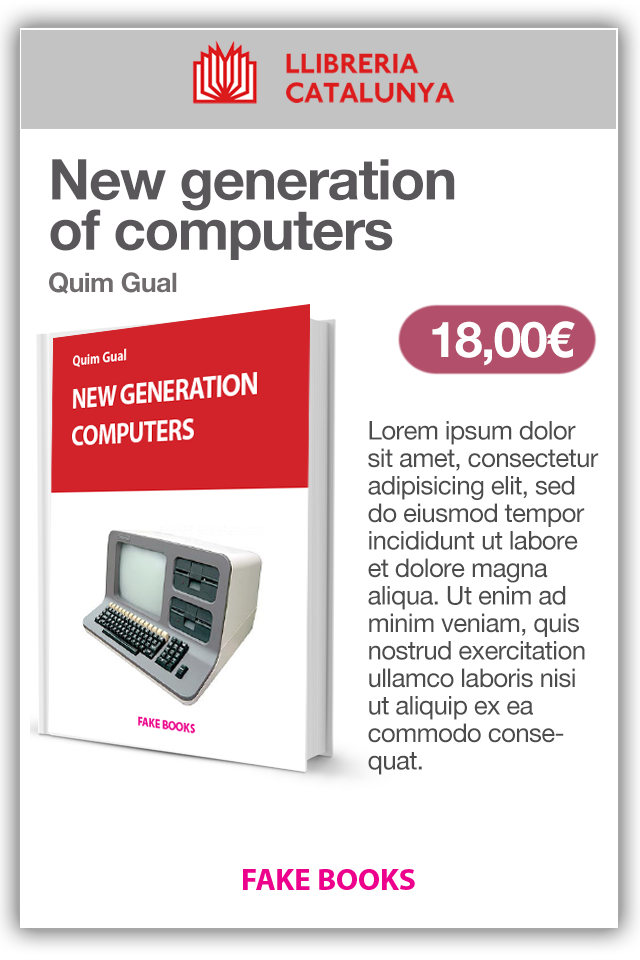 LLIBRERIA
CATALUNYA
New generation
of computers
Quim Gual
18,00€
Quim Gual
NEW GENERATION
COMPUTERS
FAKE BOOKS
Lorem ipsum dolor
sit amet, consectetur
adipisicing elit, sed
do eiusmod tempor
incididunt ut labore
et dolore magna
aliqua. Ut enim ad
minim veniam, quis
nostrud exercitation
ullamco laboris nisi
ut aliquip ex ea
commodo conse-
quat.
FAKE BOOKS